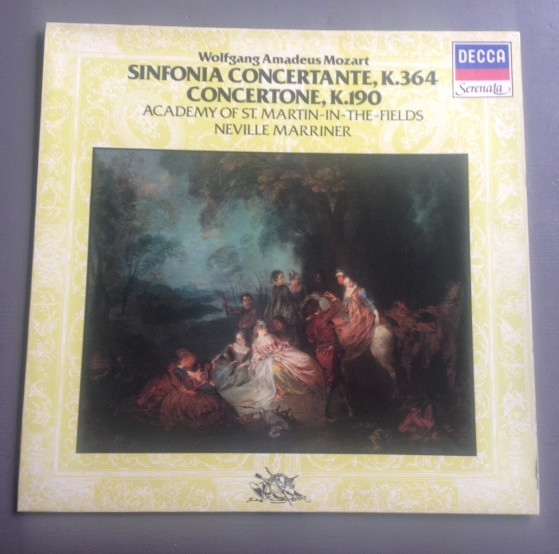 Wolfgang Amadeus Mozart
SINFONIA CONCERTANTE, K.364
CONCERTONE, K.190
ACADEMY OF ST. MARTIN-IN-THE-FIELDS
NEVILLE MARRINER
DECCA
Serenata